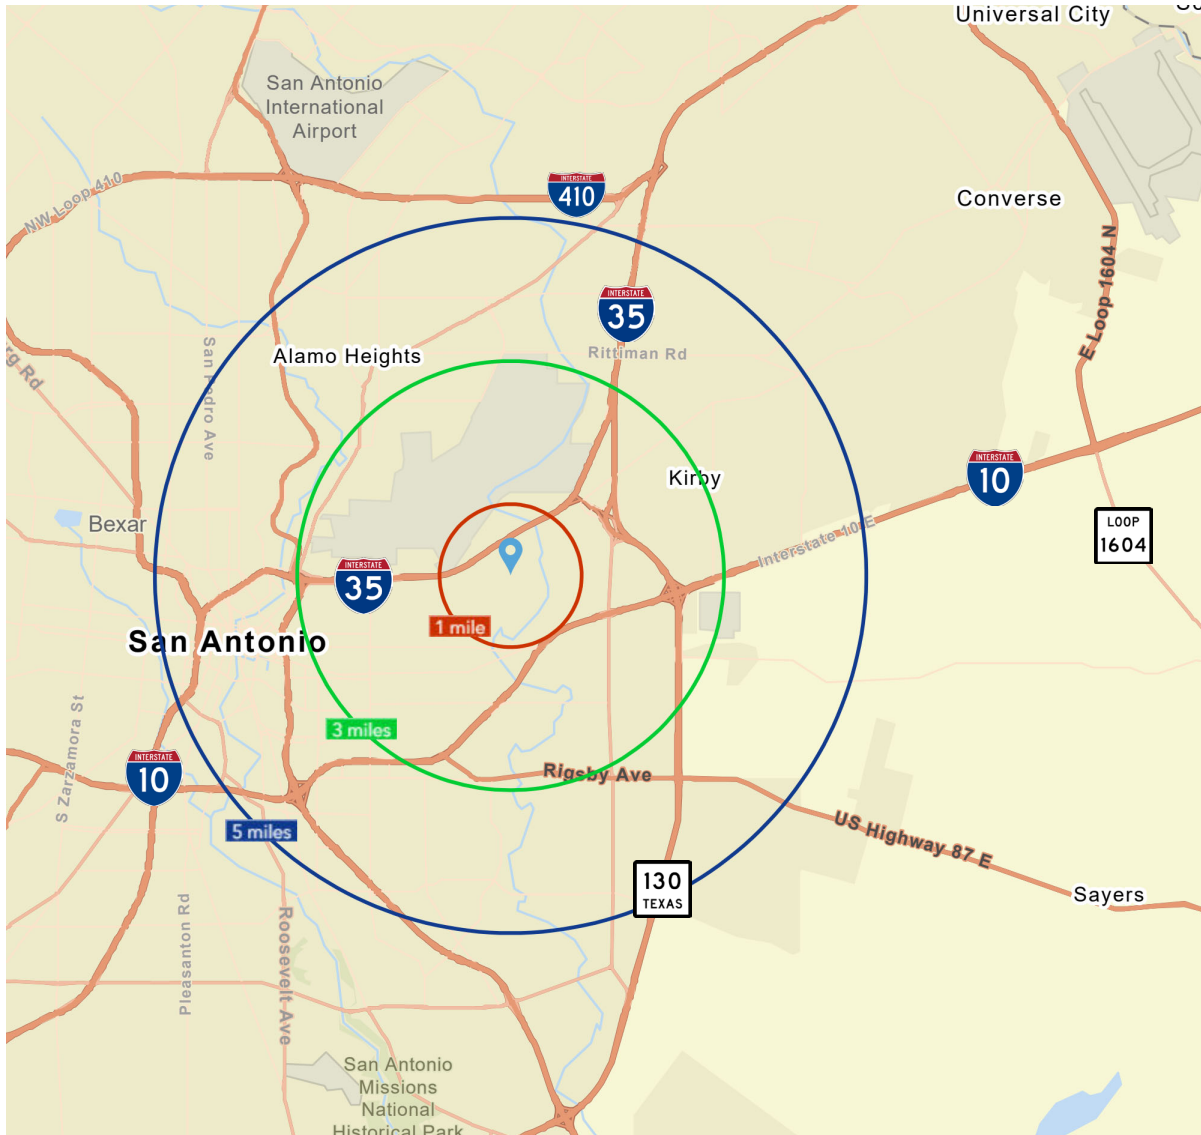 Universal City
San Antonio
International
Airport
NW Loop 410
INTERSTATE
410
Converse
E Loop 1604 N
INTERSTATE
35
Rittiman Rd
Alamo Heights
San Pedro Ave
Rd
Kirby
INTERSTATE
10
Interstate 10 E
LOOP
1604
Bexar
INTERSTATE
35
1 mile
San Antonio
3 miles
S Zarzamora St
INTERSTATE
10
Rigsby Ave
5 miles
US Highway 87 E
130
TEXAS
Sayers
Pleasanton Rd
Roosevelt Ave
San Antonio
Missions
National
Historical Park